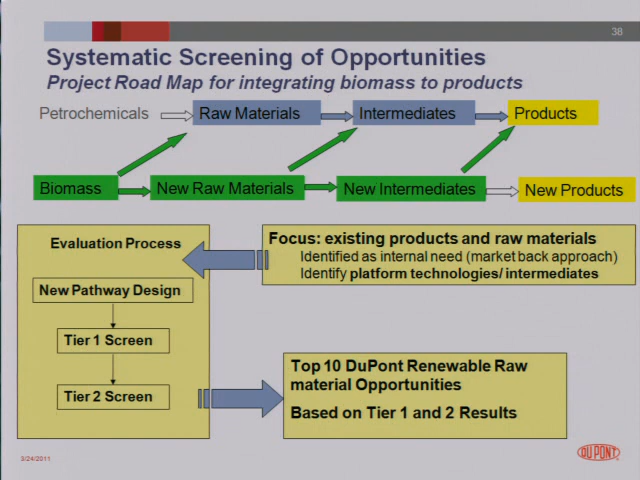 38
Systematic Screening of Opportunities
Project Road Map for integrating biomass to products
Petrochemicals Raw Materials Intermediates Products
Biomass New Raw Materials New Intermediates New Products
Evaluation Process
New Pathway Design
Tier 1 Screen
Tier 2 Screen
Focus: existing products and raw materials
Identified as internal need (market back approach)
Identify platform technologies/ intermediates
Top 10 DuPont Renewable Raw
material Opportunities
Based on Tier 1 and 2 Results
3/24/2011
DUPONT